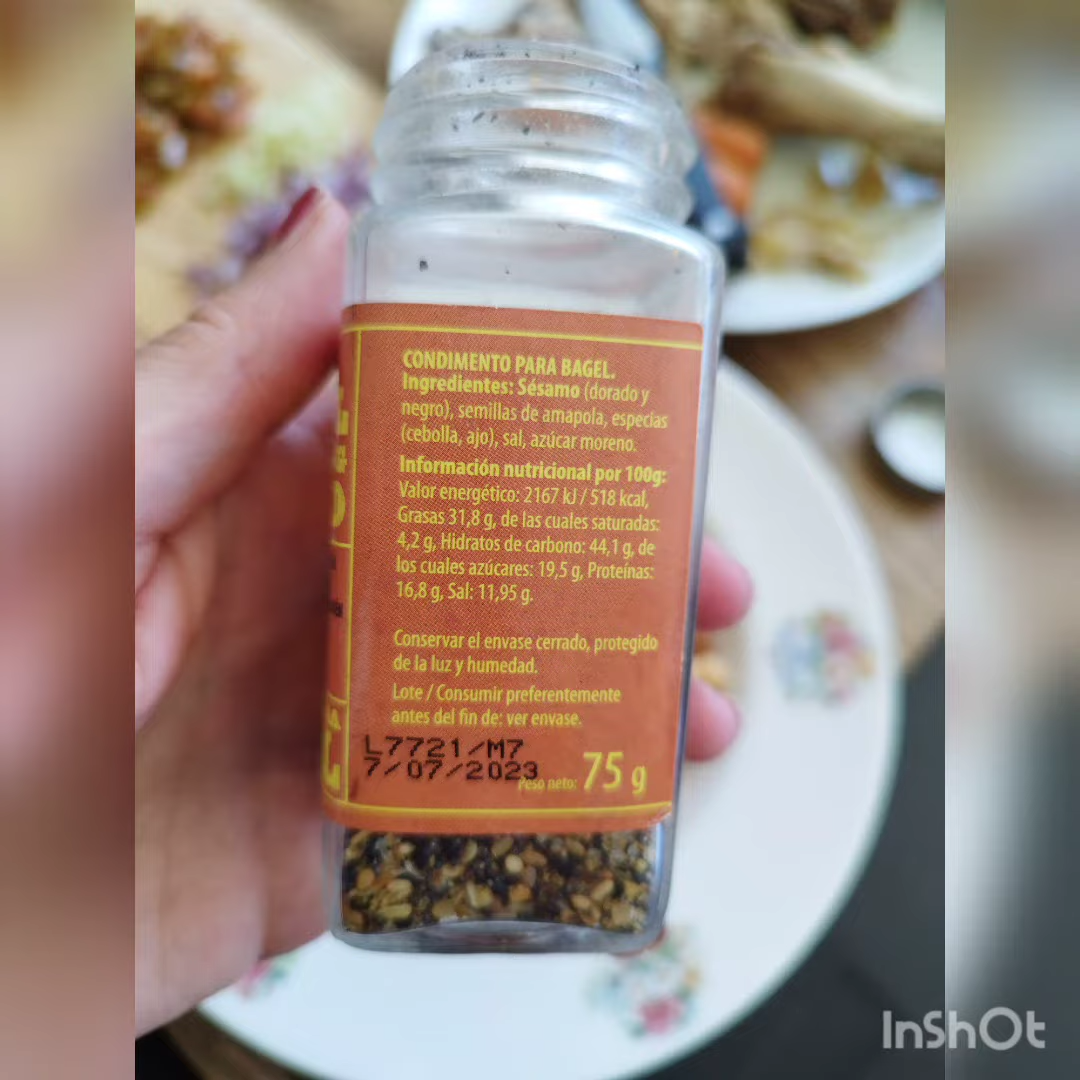 CONDIMENTO PARA BAGEL.
Ingredientes: Sésamo (dorado y
negro), semillas de amapola, especias
(cebolla, ajo), sal, azúcar moreno.
Información nutricional por 100g:
Valor energético: 2167 kJ / 518 kcal,
Grasas 31,8 g, de las cuales saturadas:
4,2 g, Hidratos de carbono: 44,1 g, de
los cuales azúcares: 19,5 g, Proteínas:
16,8 g, Sal: 11,95 g.
Conservar el envase cerrado, protegido
de la luz y humedad.
Lote / Consumir preferentemente
antes del fin de: ver envase.
L7721/M7
7/07/2023
Peso neto: 75 g
InShOt